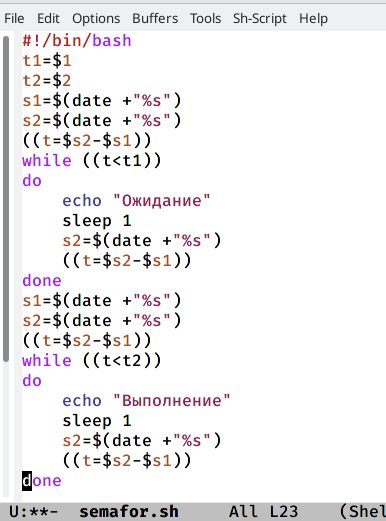 File Edit Options Buffers Tools Sh-Script Help
#!/bin/bash
t1=$1
t2=$2
s1=$(date +"%s")
s2=$(date +"%s")
((t=$s2-$s1))
while ((t<t1))
do
    echo "Ожидание"
    sleep 1
    s2=$(date +"%s")
    ((t=$s2-$s1))
done
s1=$(date +"%s")
s2=$(date +"%s")
((t=$s2-$s1))
while ((t<t2))
do
    echo "Выполнение"
    sleep 1
    s2=$(date +"%s")
    ((t=$s2-$s1))
done
U:**- semafor.sh All L23 (Shel